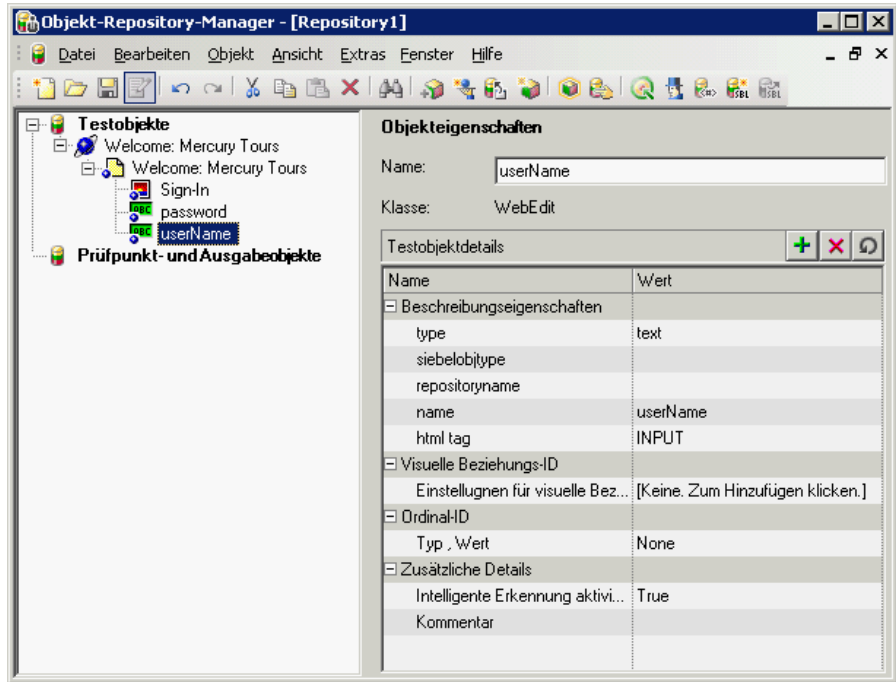 Objekt-Repository-Manager - [Repository1]
Datei Bearbeiten Objekt Ansicht Extras Fenster Hilfe
Testobjekte
Welcome: Mercury Tours
Welcome: Mercury Tours
Sign-In
password
userName
Prüfpunkt- und Ausgabeobjekte
Objekteigenschaften
Name: userName
Klasse: WebEdit
Testobjektdetails
Name Wert
Beschreibungseigenschaften
type text
siebelobjtype
repositoryname
name userName
html tag INPUT
Visuelle Beziehungs-ID
Einstellugnen für visuelle Bez... [Keine. Zum Hinzufügen klicken.]
Ordinal-ID
Typ , Wert None
Zusätzliche Details
Intelligente Erkennung aktivi... True
Kommentar